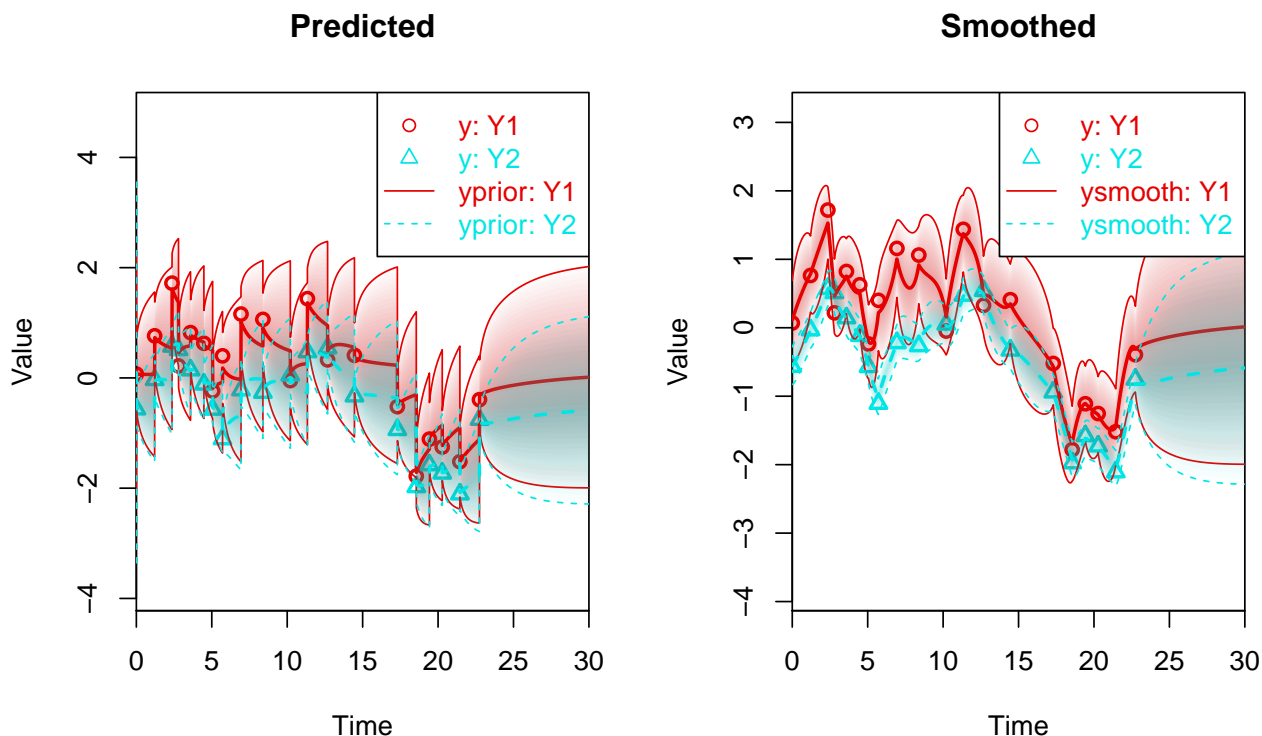 Predicted
Value
4
2
0
−2
−4
0 5 10 15 20 25 30
Time
y: Y1
y: Y2
yprior: Y1
yprior: Y2
Smoothed
Value
3
2
1
0
−1
−2
−3
−4
0 5 10 15 20 25 30
Time
y: Y1
y: Y2
ysmooth: Y1
ysmooth: Y2